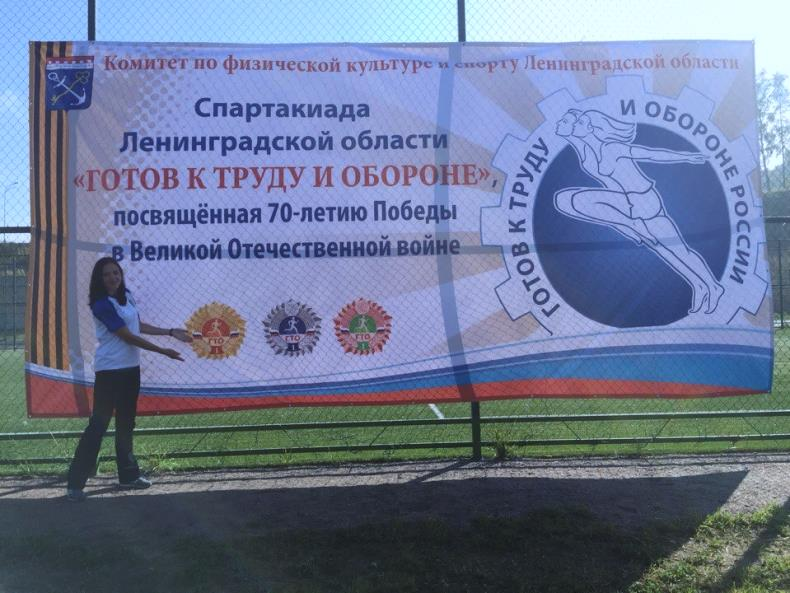 Комитет по физической культуре и спорту Ленинградской области
Спартакиада
Ленинградской области
«ГОТОВ К ТРУДУ И ОБОРОНЕ»,
посвящённая 70-летию Победы
в Великой Отечественной войне
ГОТОВ К ТРУДУ И ОБОРОНЕ РОССИИ
ГТО
I
ГТО
I
ГТО
I